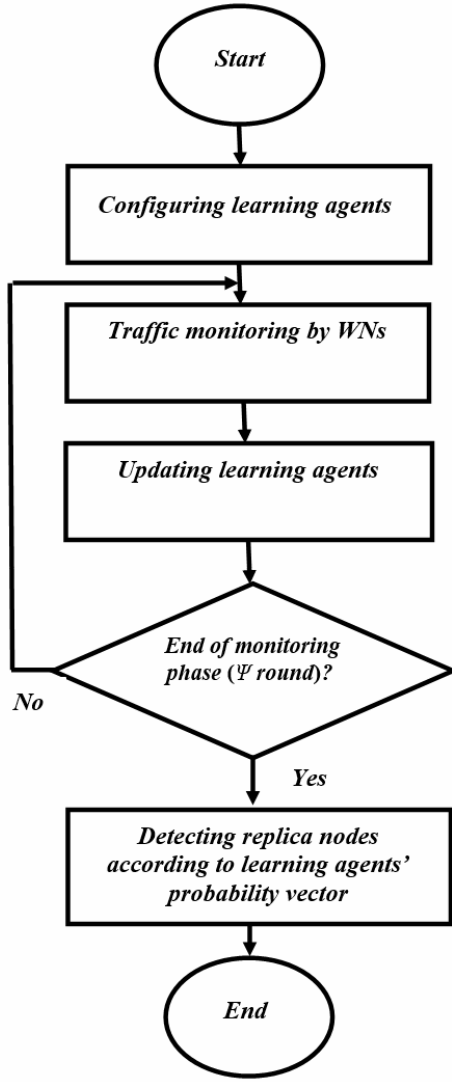 Start
Configuring learning agents
Traffic monitoring by WNs
Updating learning agents
End of monitoring
phase (Ψ round)?
No
Yes
Detecting replica nodes
according to learning agents’
probability vector
End